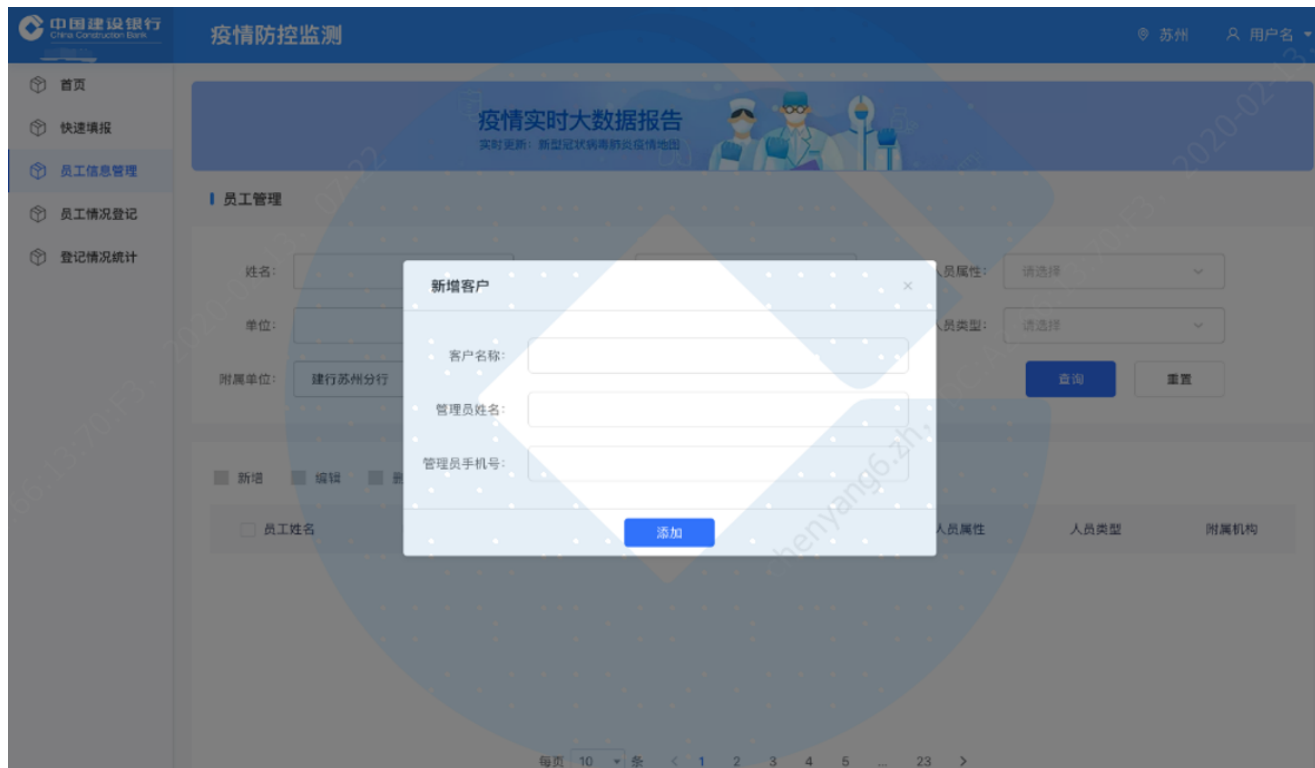 中国建设银行
China Construction Bank
疫情防控监测
苏州
用户名
首页
快速填报
员工信息管理
员工情况登记
登记情况统计
疫情实时大数据报告
实时更新：新型冠状病毒肺炎疫情地图
员工管理
姓名：
人员属性： 请选择
单位：
人员类型： 请选择
附属单位： 建行苏州分行
查询
重置
新增客户
×
客户名称：
管理员姓名：
管理员手机号：
添加
新增
编辑
员工姓名
人员属性
人员类型
附属机构
每页 10 条 < 1 2 3 4 5 ... 23 >